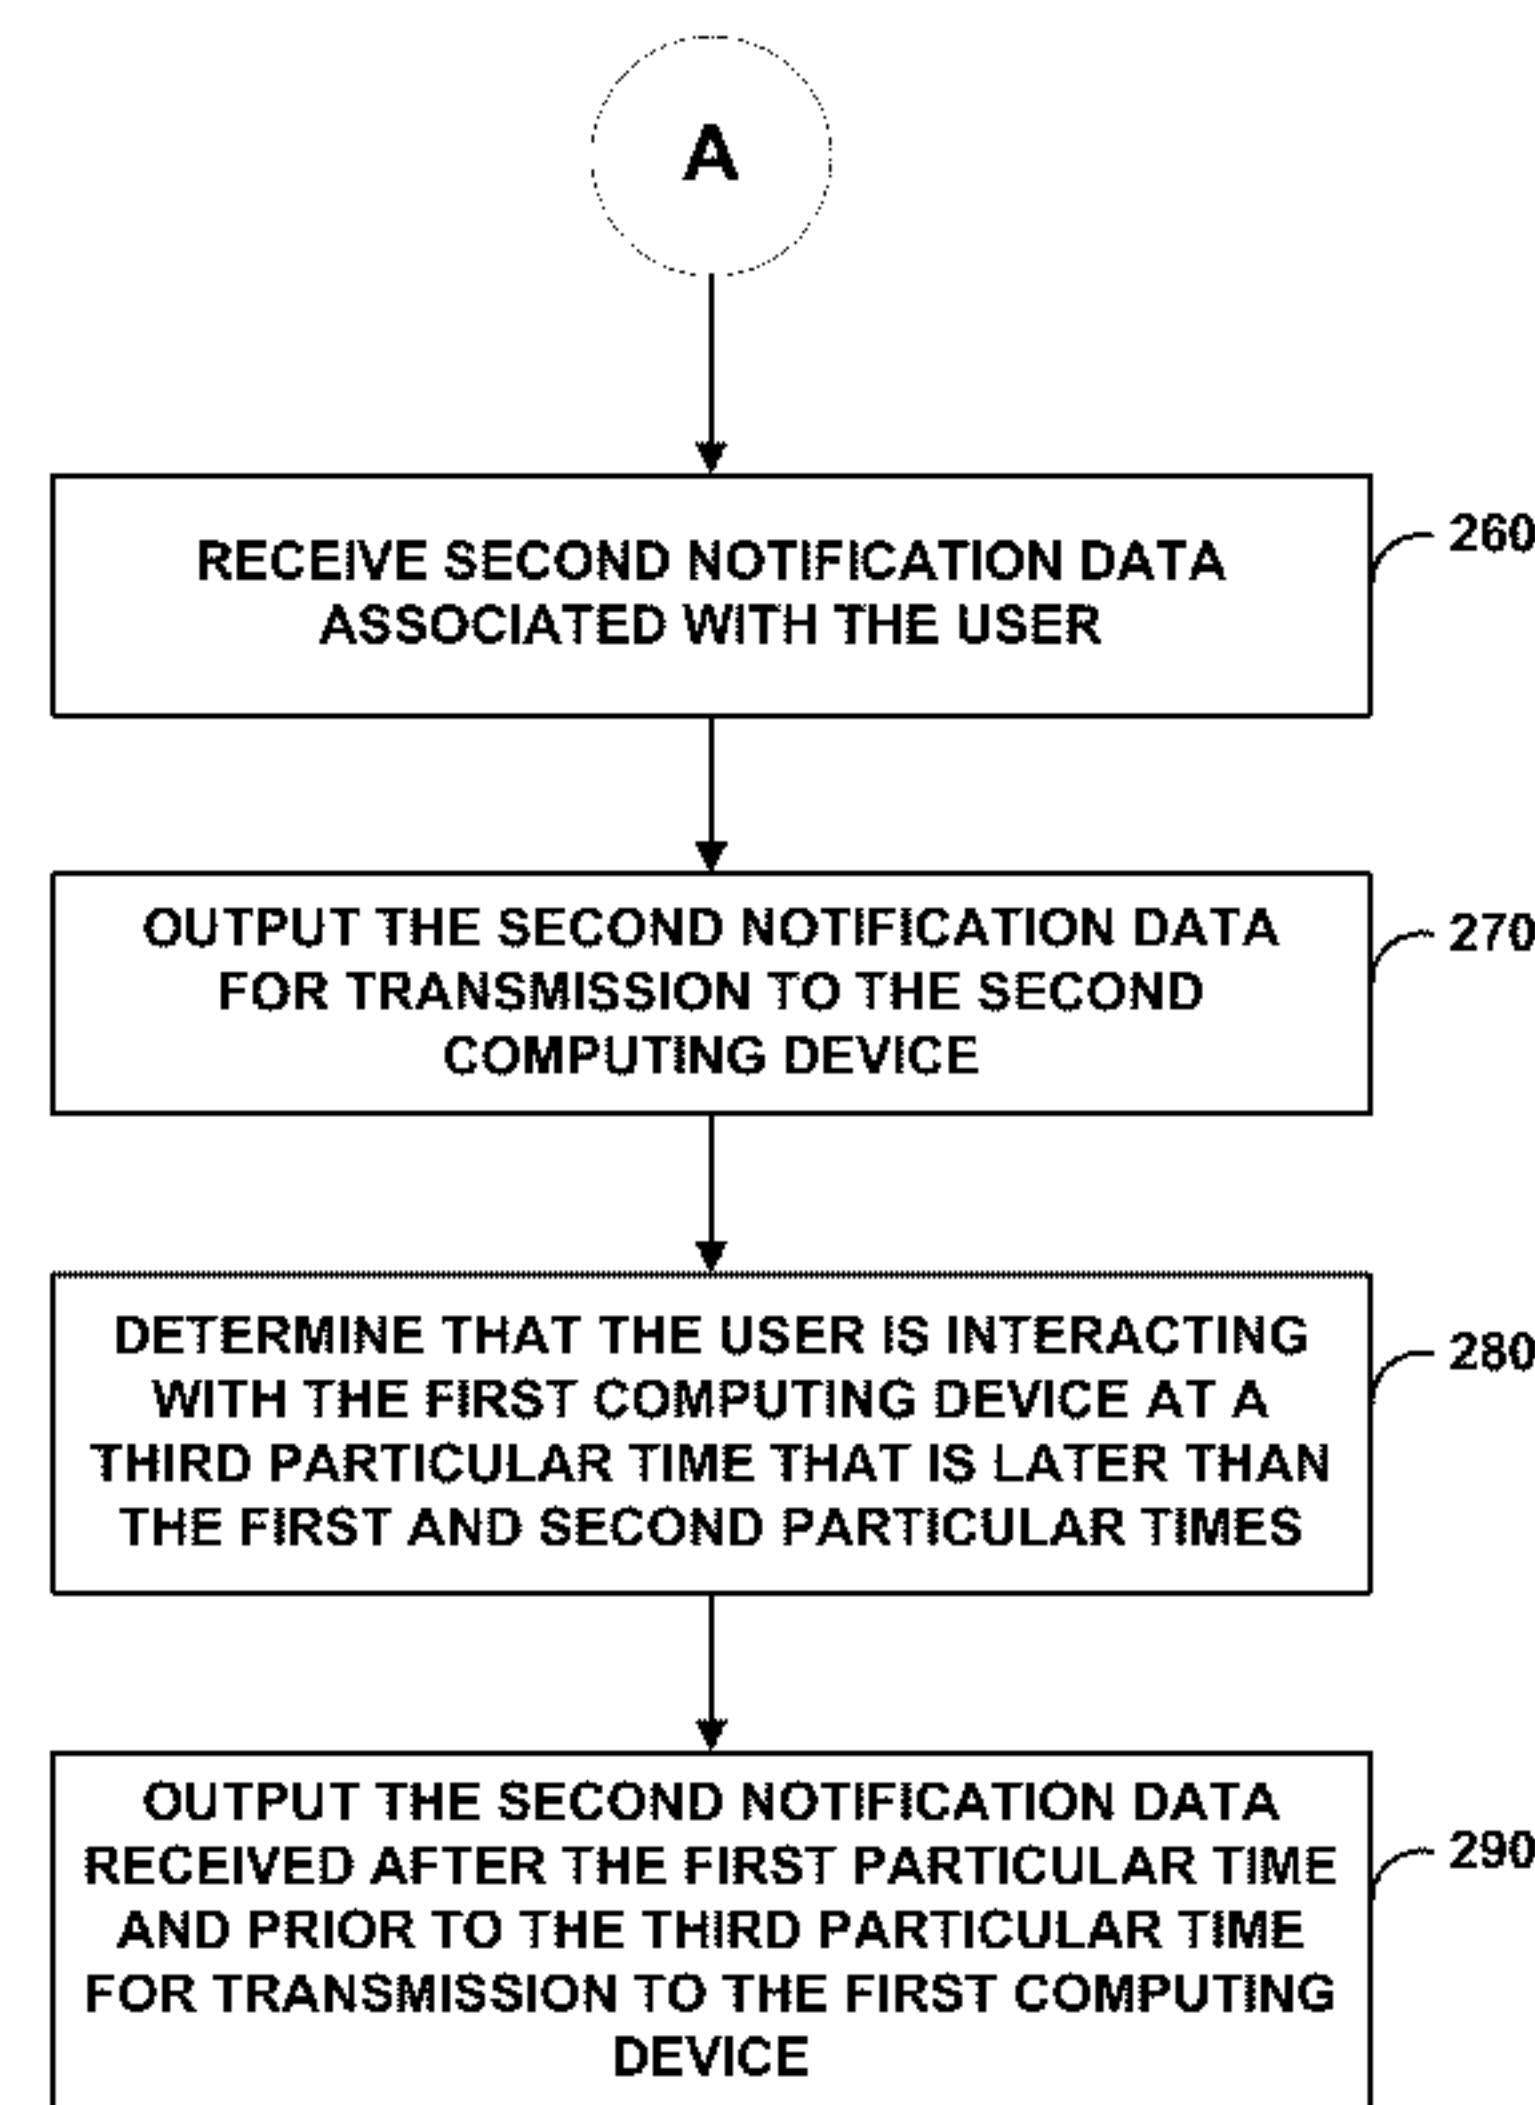 A
RECEIVE SECOND NOTIFICATION DATA
ASSOCIATED WITH THE USER
260
OUTPUT THE SECOND NOTIFICATION DATA
FOR TRANSMISSION TO THE SECOND
COMPUTING DEVICE
270
DETERMINE THAT THE USER IS INTERACTING
WITH THE FIRST COMPUTING DEVICE AT A
THIRD PARTICULAR TIME THAT IS LATER THAN
THE FIRST AND SECOND PARTICULAR TIMES
280
OUTPUT THE SECOND NOTIFICATION DATA
RECEIVED AFTER THE FIRST PARTICULAR TIME
AND PRIOR TO THE THIRD PARTICULAR TIME
FOR TRANSMISSION TO THE FIRST COMPUTING
DEVICE
290